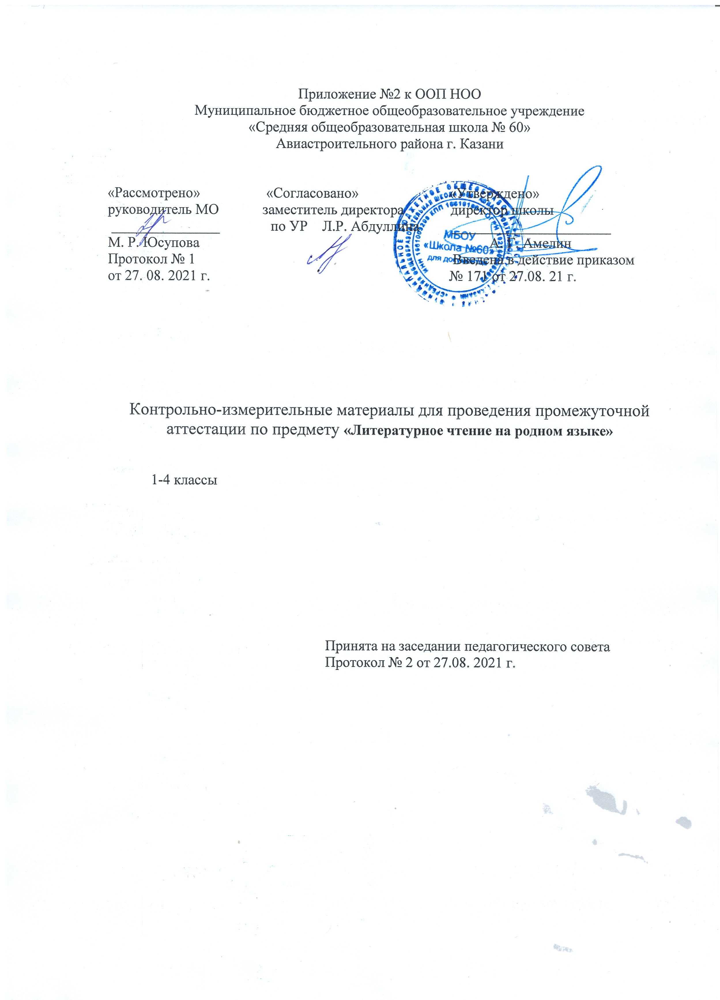 Приложение №2 к ООП НОО
Муниципальное бюджетное общеобразовательное учреждение
«Средняя общеобразовательная школа № 60»
Авиастроительного района г. Казани
«Рассмотрено»
руководитель МО
М. Р. Юсупова
Протокол № 1
от 27. 08. 2021 г.
«Согласовано»
заместитель директора
по УР Л.Р. Абдуллина
«Утверждено»
директор школы
А. Г. Амелин
Введена в действие приказом
№ 171 от 27.08. 21 г.
МБОУ
«Школа №60»
для документов
Контрольно-измерительные материалы для проведения промежуточной
аттестации по предмету «Литературное чтение на родном языке»
1-4 классы
Принята на заседании педагогического совета
Протокол № 2 от 27.08. 2021 г.